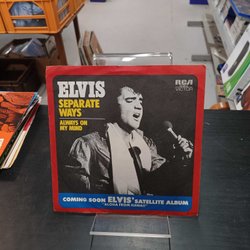 ELVIS
RCA
VICTOR
SEPARATE
WAYS
ALWAYS ON
MY MIND
COMING SOON ELVIS' SATELLITE ALBUM
"ALOHA FROM HAWAII"